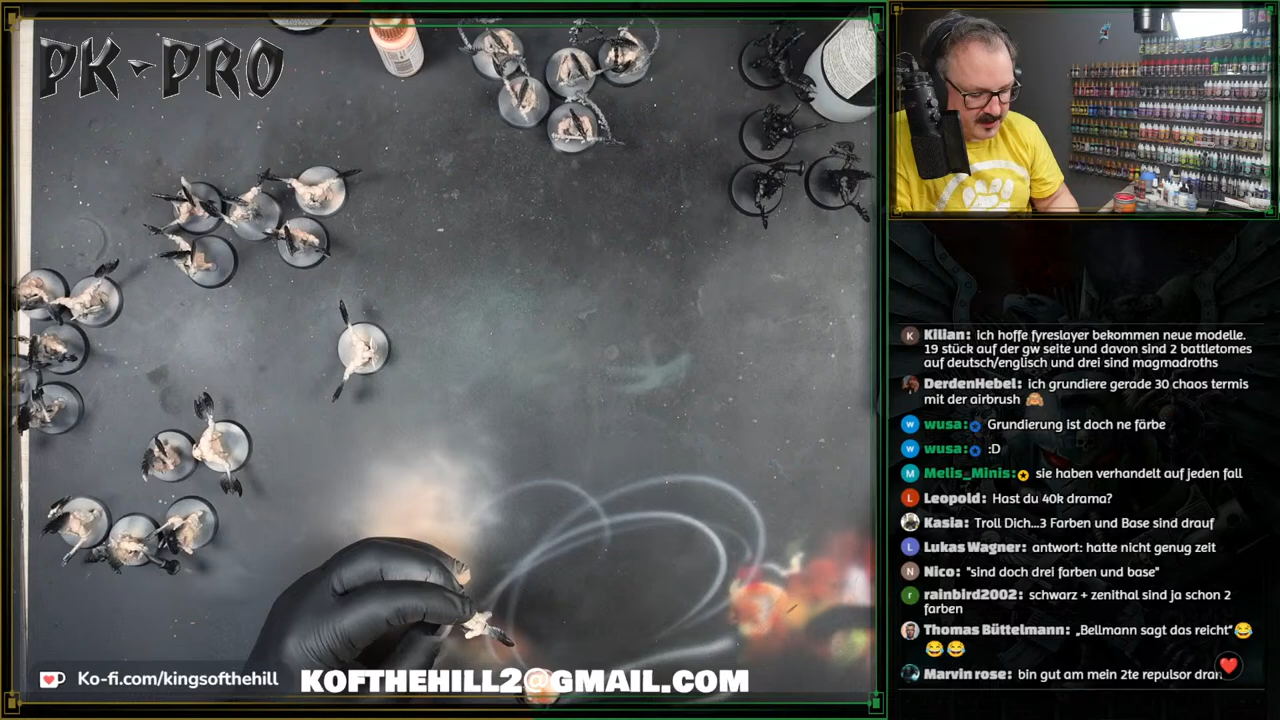 PK-PRO
Kilian: ich hoffe fyreslayer bekommen neue modelle.
19 stück auf der gw seite und davon sind 2 battletomes
auf deutsch/englisch und drei sind magmadroths
DerdenHebel: ich grundiere gerade 30 chaos termis
mit der airbrush
wusa: Grundierung ist doch ne färbe
wusa: :D
Melis_Minis: sie haben verhandelt auf jeden fall
Leopold: Hast du 40k drama?
Kasia: Troll Dich...3 Farben und Base sind drauf
Lukas Wagner: antwort: hatte nicht genug zeit
Nico: "sind doch drei farben und base"
rainbird2002: schwarz + zenithal sind ja schon 2
farben
Thomas Büttelmann: „Bellmann sagt das reicht“
Marvin rose: bin gut am mein 2te repulsor dran
Ko-fi.com/kingsofthehill
KOFTHEHILL2@GMAIL.COM